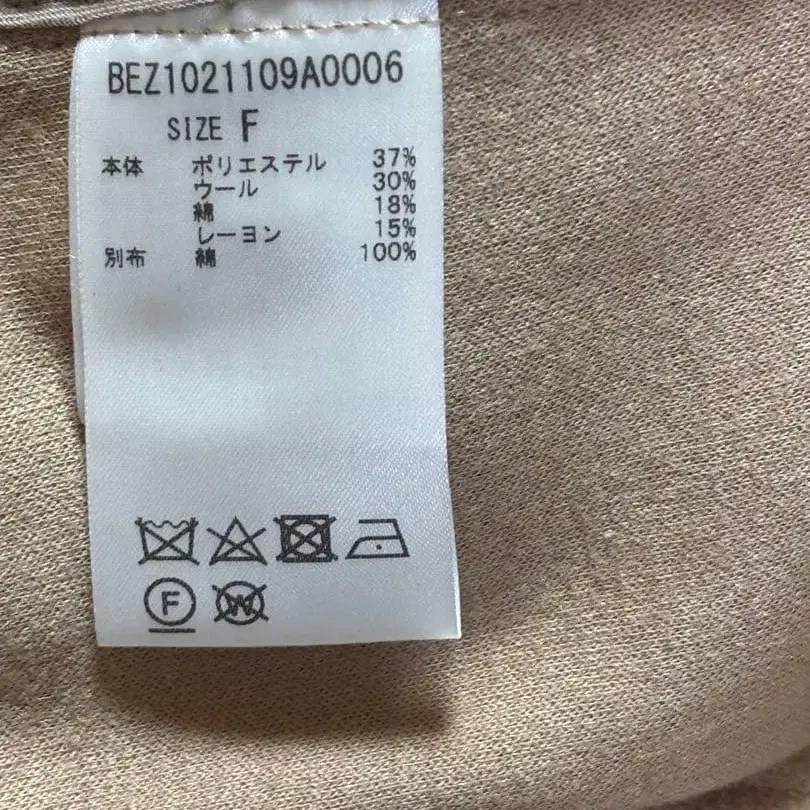 BEZ1021109A0006
SIZE F
本体 ポリエステル 37%
ウール 30%
綿 18%
レーヨン 15%
別布 綿 100%
F W